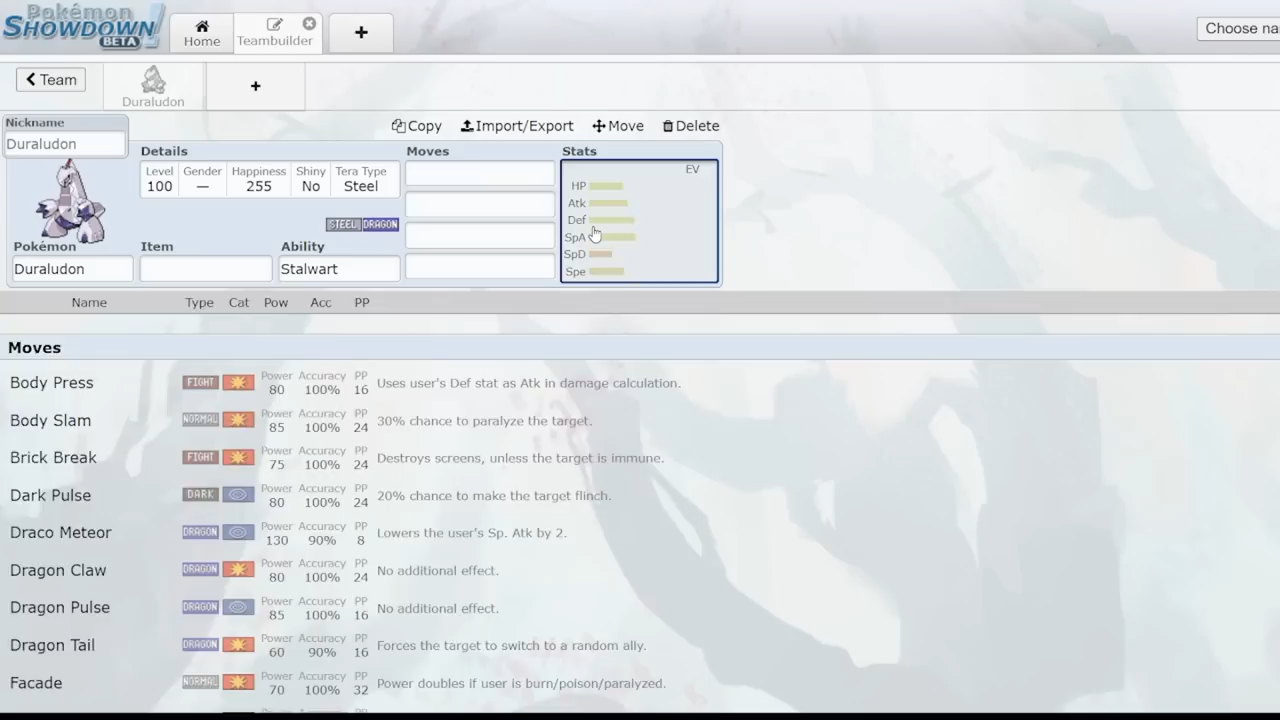 Pokémon
SHOWDOWN!
BETA
Home
Teambuilder
+
Choose na
Team
Duraludon
+
Nickname
Duraludon
Copy Import/Export Move Delete
Details
Level Gender Happiness Shiny Tera Type
100 — 255 No Steel
STEEL DRAGON
Pokémon Item Ability
Duraludon Stalwart
Moves
Stats
EV
HP
Atk
Def
SpA
SpD
Spe
Name Type Cat Pow Acc PP
Moves
Body Press FIGHT Power 80 Accuracy 100% PP 16 Uses user's Def stat as Atk in damage calculation.
Body Slam NORMAL Power 85 Accuracy 100% PP 24 30% chance to paralyze the target.
Brick Break FIGHT Power 75 Accuracy 100% PP 24 Destroys screens, unless the target is immune.
Dark Pulse DARK Power 80 Accuracy 100% PP 24 20% chance to make the target flinch.
Draco Meteor DRAGON Power 130 Accuracy 90% PP 8 Lowers the user's Sp. Atk by 2.
Dragon Claw DRAGON Power 80 Accuracy 100% PP 24 No additional effect.
Dragon Pulse DRAGON Power 85 Accuracy 100% PP 16 No additional effect.
Dragon Tail DRAGON Power 60 Accuracy 90% PP 16 Forces the target to switch to a random ally.
Facade NORMAL Power 70 Accuracy 100% PP 32 Power doubles if user is burn/poison/paralyzed.